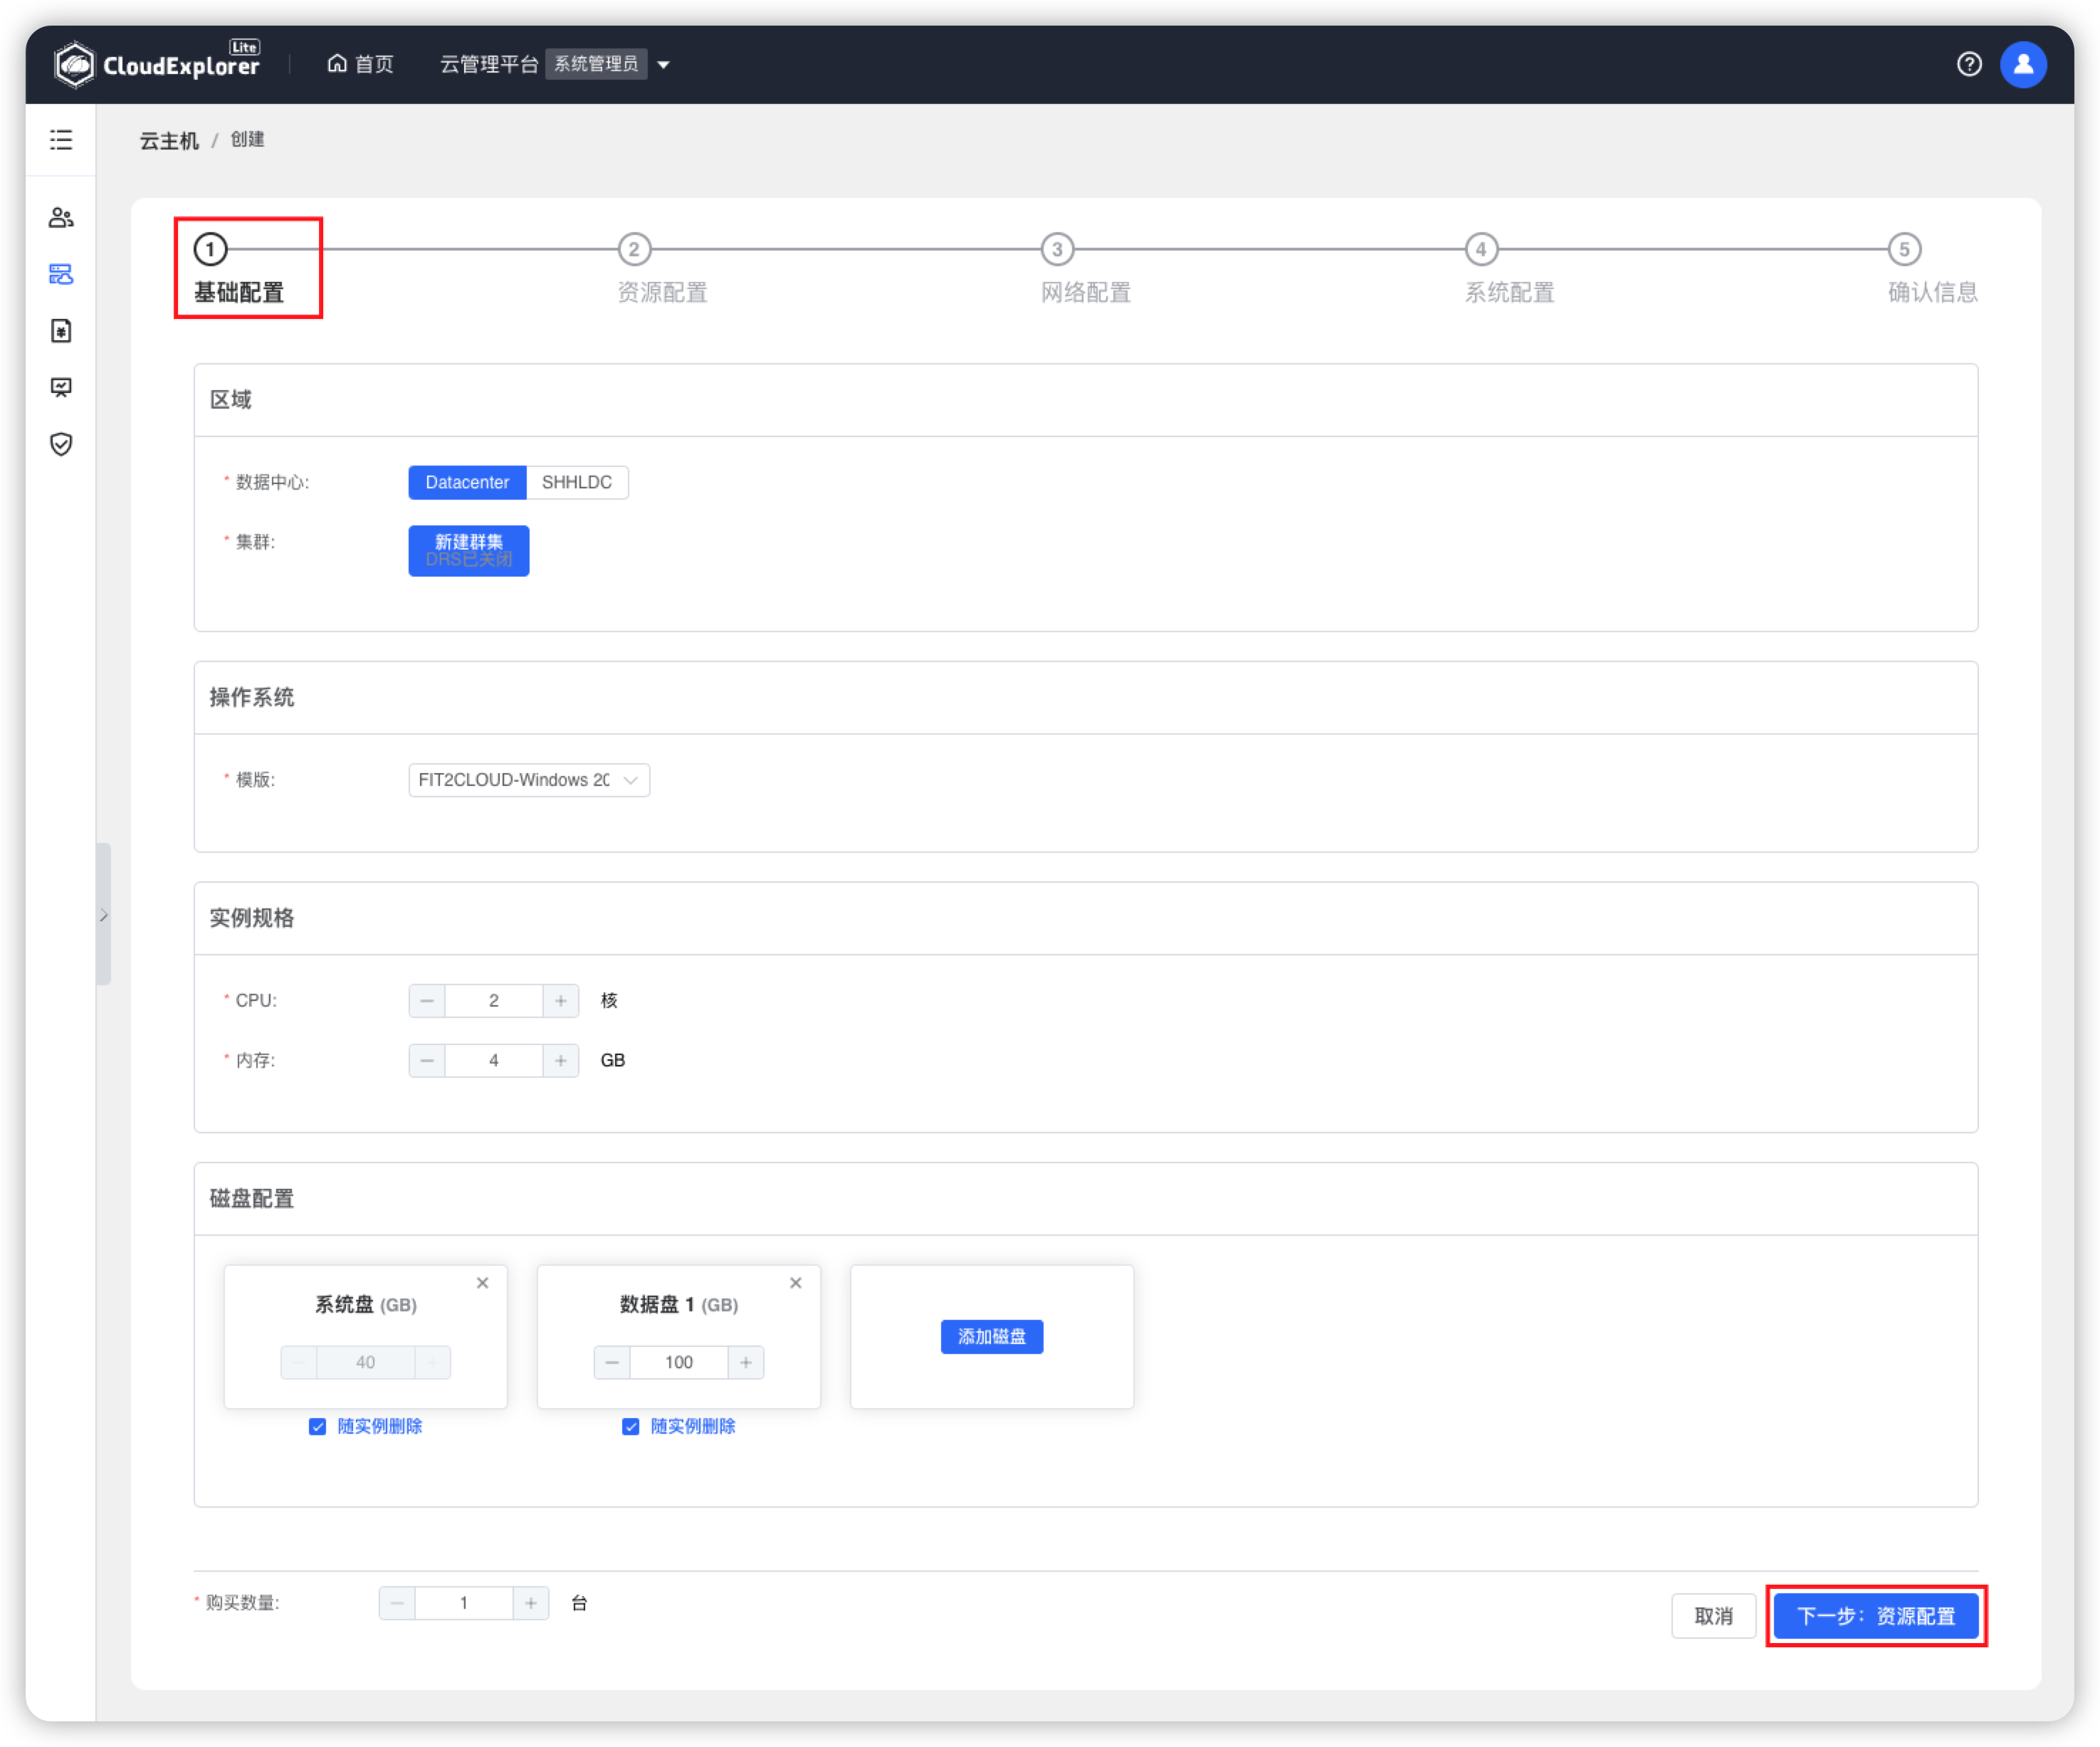 CloudExplorer Lite 首页 云管理平台 系统管理员
云主机 / 创建
1 2 3 4 5
基础配置 资源配置 网络配置 系统配置 确认信息
区域
* 数据中心: Datacenter SHHLDC
* 集群: 新建群集
DRS已关闭
操作系统
* 模版: FIT2CLOUD-Windows 20
实例规格
* CPU: 2 核
* 内存: 4 GB
磁盘配置
系统盘 (GB) 数据盘 1 (GB)
添加磁盘
40 100
随实例删除 随实例删除
* 购买数量: 1 台
取消 下一步：资源配置